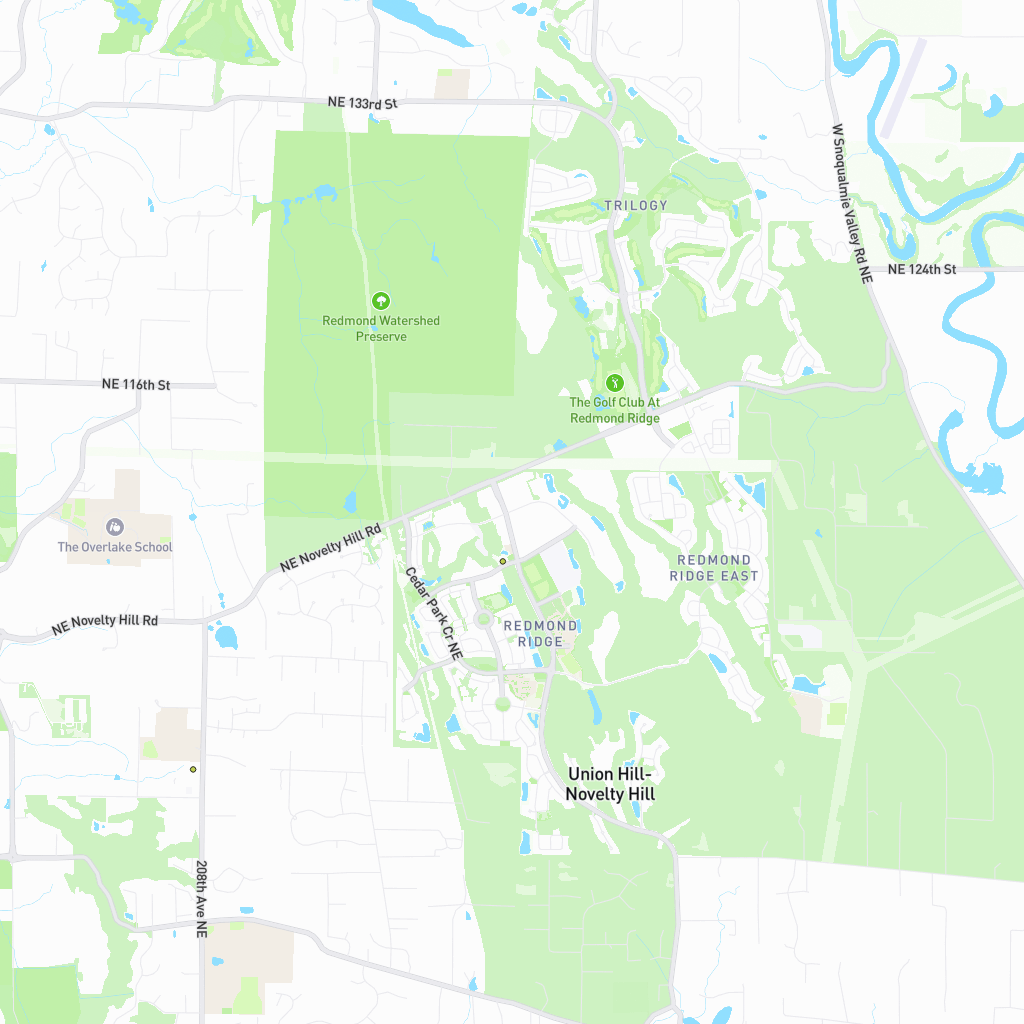 NE 133rd St
W Snoqualmie Valley Rd NE
TRILOGY
NE 124th St
Redmond Watershed
Preserve
NE 116th St
The Golf Club At
Redmond Ridge
The Overlake School
NE Novelty Hill Rd
REDMOND
RIDGE EAST
Cedar Park Cr NE
NE Novelty Hill Rd
REDMOND
RIDGE
Union Hill-
Novelty Hill
208th Ave NE